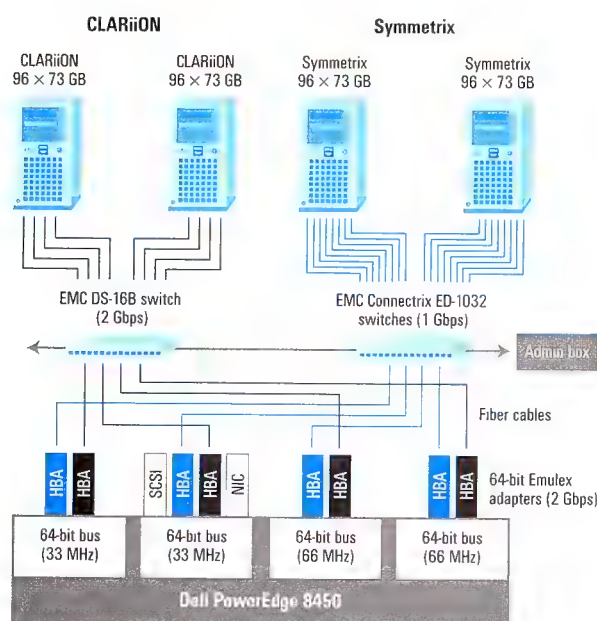 CLARiiON
Symmetrix
CLARiiON
96 × 73 GB
CLARiiON
96 × 73 GB
Symmetrix
96 × 73 GB
Symmetrix
96 × 73 GB
EMC DS-16B switch
(2 Gbps)
EMC Connectrix ED-1032
switches (1 Gbps)
Admin box
Fiber cables
HBA
HBA
SCSI
HBA
HBA
NIC
HBA
HBA
HBA
HBA
64-bit Emulex
adapters (2 Gbps)
64-bit bus
(33 MHz)
64-bit bus
(33 MHz)
64-bit bus
(66 MHz)
64-bit bus
(66 MHz)
Dell PowerEdge 8450